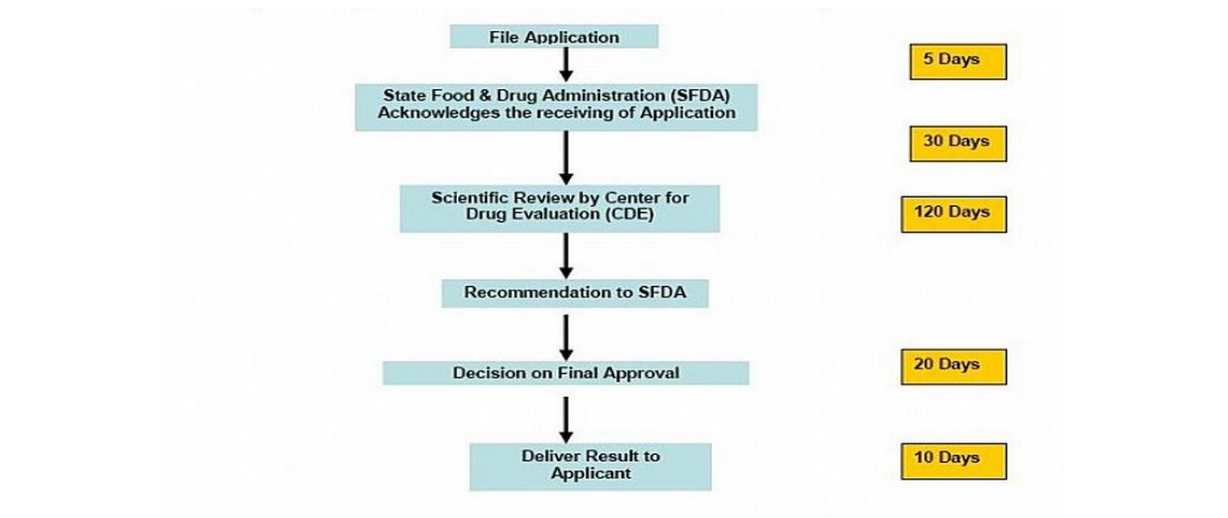 File Application
5 Days
State Food & Drug Administration (SFDA)
Acknowledges the receiving of Application
30 Days
Scientific Review by Center for
Drug Evaluation (CDE)
120 Days
Recommendation to SFDA
Decision on Final Approval
20 Days
Deliver Result to
Applicant
10 Days